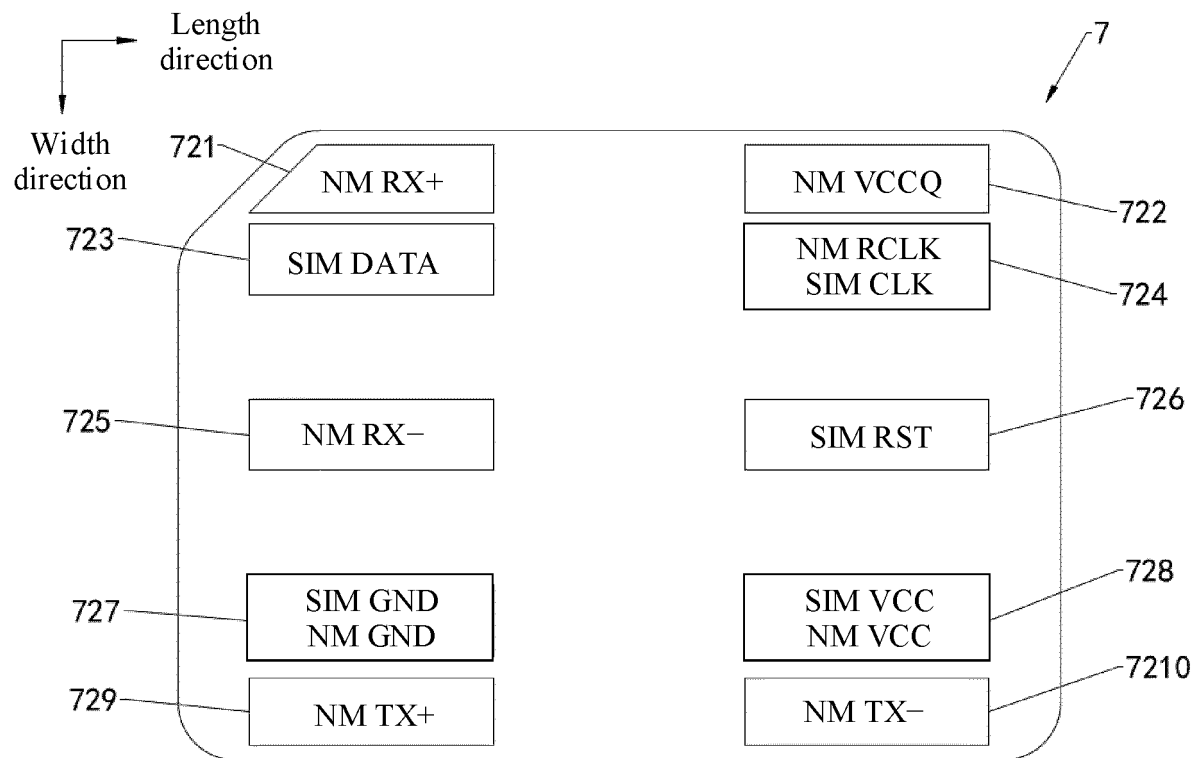 Length
direction
7
Width
direction
721
NM RX+
NM VCCQ
722
723
SIM DATA
NM RCLK
SIM CLK
724
725
NM RX−
SIM RST
726
727
SIM GND
NM GND
SIM VCC
NM VCC
728
729
NM TX+
NM TX−
7210